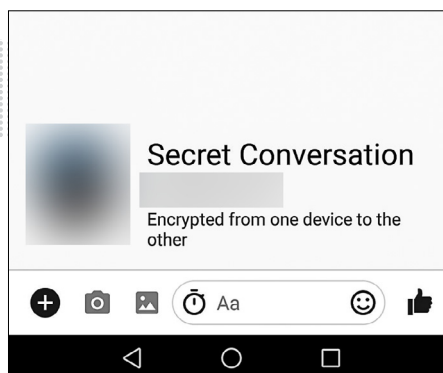 Secret Conversation
Encrypted from one device to the
other
Aa